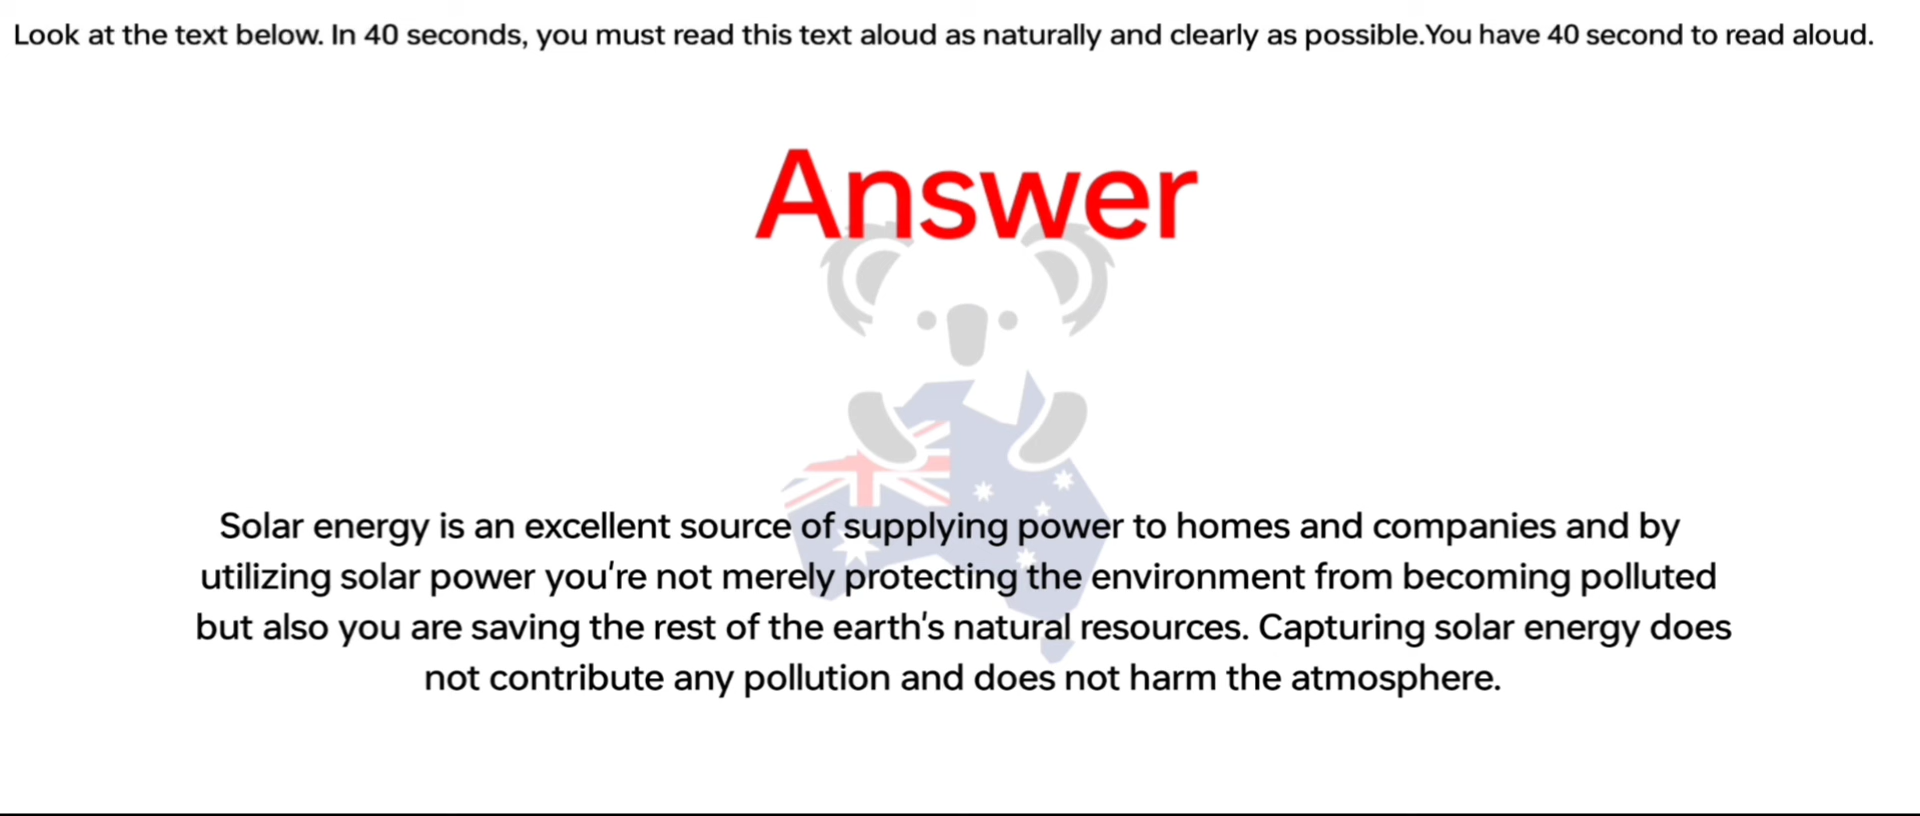 Look at the text below. In 40 seconds, you must read this text aloud as naturally and clearly as possible.You have 40 second to read aloud.
Answer
Solar energy is an excellent source of supplying power to homes and companies and by
utilizing solar power you're not merely protecting the environment from becoming polluted
but also you are saving the rest of the earth's natural resources. Capturing solar energy does
not contribute any pollution and does not harm the atmosphere.